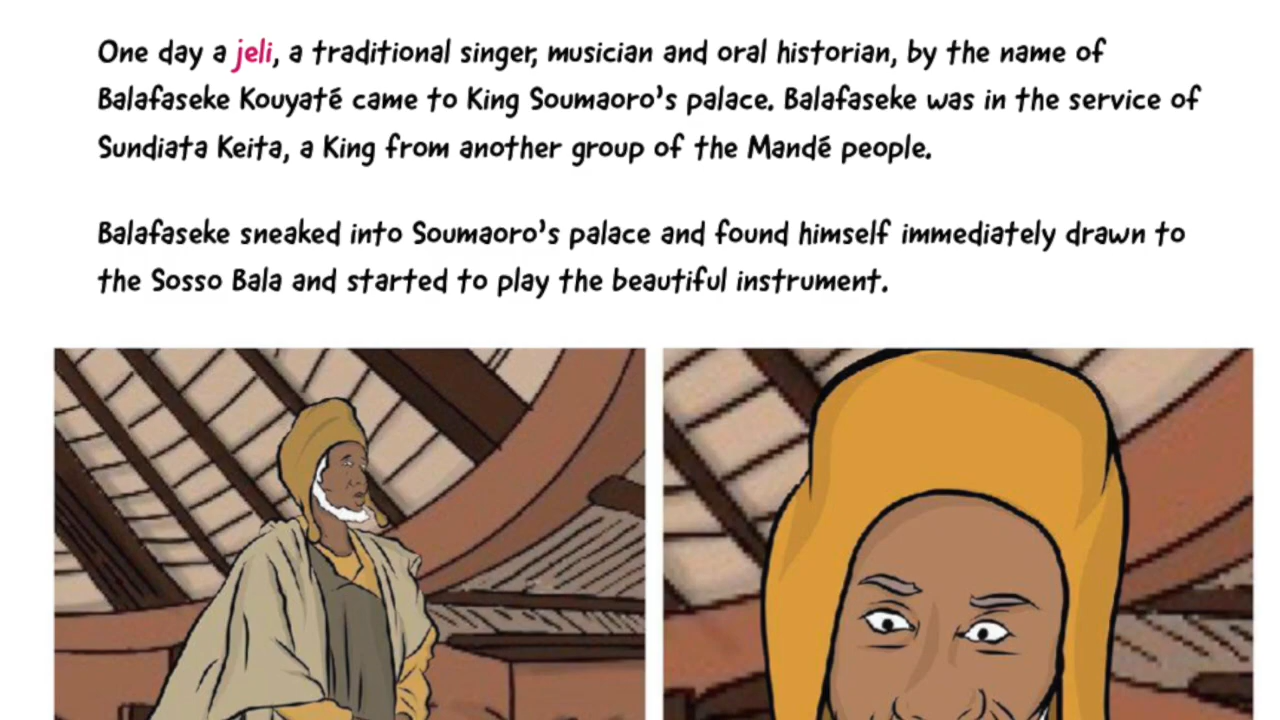 One day a jeli, a traditional singer, musician and oral historian, by the name of
Balafaseke Kouyaté came to King Soumaoro's palace. Balafaseke was in the service of
Sundiata Keita, a King from another group of the Mandé people.
Balafaseke sneaked into Soumaoro's palace and found himself immediately drawn to
the Sosso Bala and started to play the beautiful instrument.